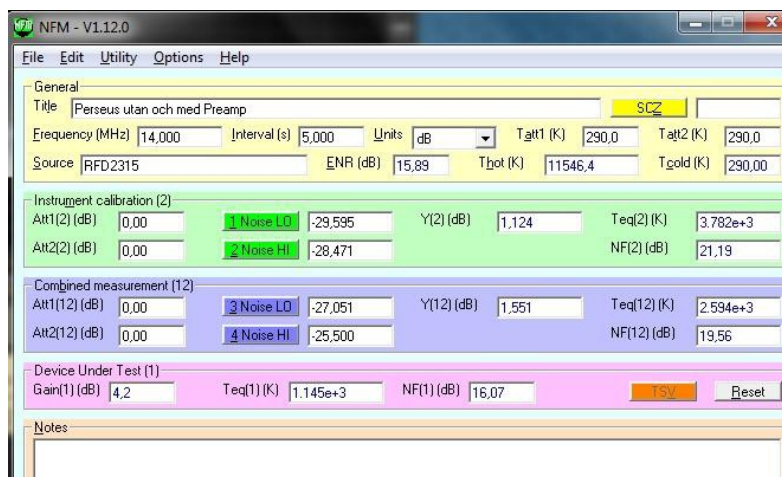 NFM - V1.12.0
File Edit Utility Options Help
General
Title Perseus utan och med Preamp SCZ
Frequency (MHz) 14,000 Interval (s) 5,000 Units dB Tatt1 (K) 290,0 Tatt2 (K) 290,0
Source RFD2315 ENR (dB) 15,89 Thot (K) 11546,4 Tcold (K) 290,00
Instrument calibration (2)
Att1(2) (dB) 0,00 1 Noise LO -29,595 Y(2) (dB) 1,124 Teq(2) (K) 3.782e+3
Att2(2) (dB) 0,00 2 Noise HI -28,471 NF(2) (dB) 21,19
Combined measurement (12)
Att1(12) (dB) 0,00 3 Noise LO -27,051 Y(12) (dB) 1,551 Teq(12) (K) 2.594e+3
Att2(12) (dB) 0,00 4 Noise HI -25,500 NF(12) (dB) 19,56
Device Under Test (1)
Gain(1) (dB) 4,2 Teq(1) (K) 1.145e+3 NF(1) (dB) 16,07 TSV Reset
Notes